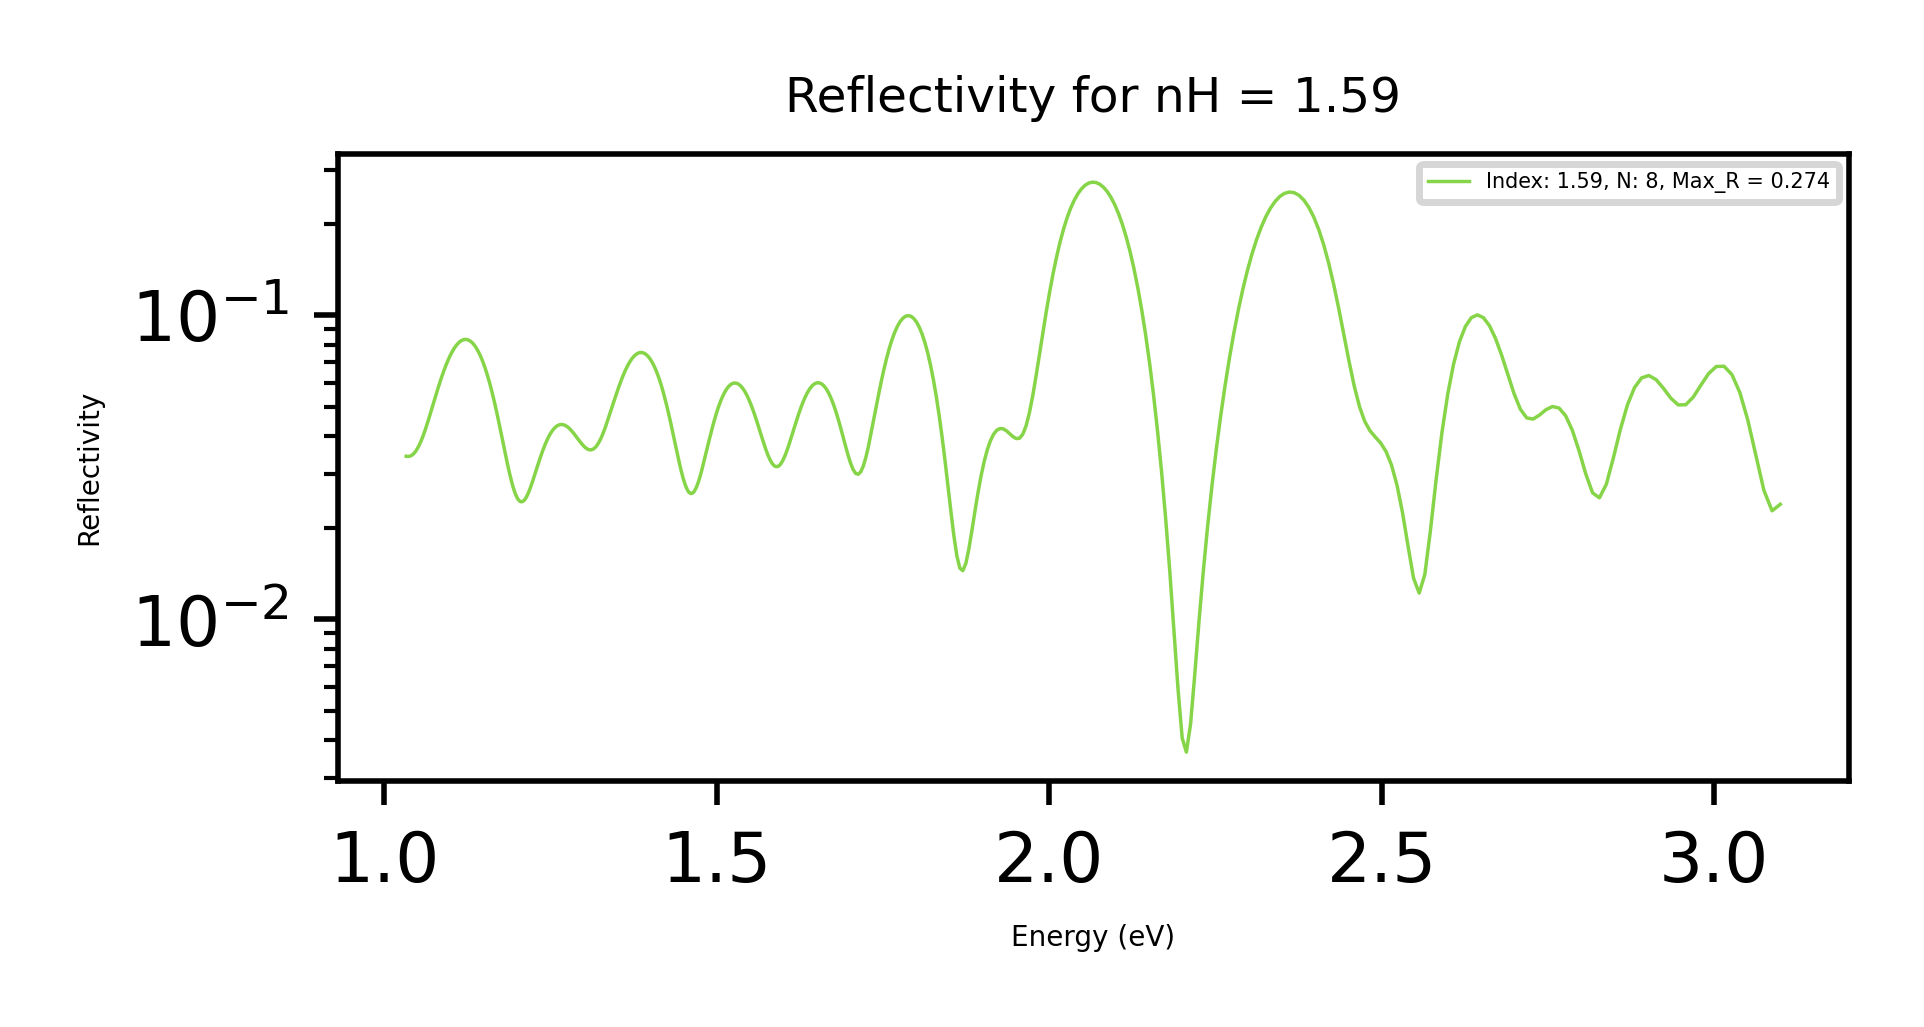 Reflectivity for nH = 1.59
Index: 1.59, N: 8, Max_R = 0.274
Reflectivity
10⁻¹
10⁻²
1.0 1.5 2.0 2.5 3.0
Energy (eV)